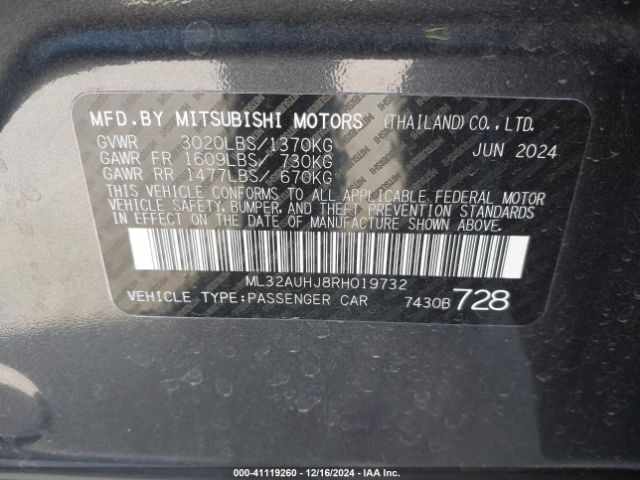 MFD.BY MITSUBISHI MOTORS (THAILAND)CO.,LTD.
GVWR 3020LBS/1370KG
GAWR FR 1609LBS/ 730KG JUN 2024
GAWR RR 1477LBS/ 670KG
THIS VEHICLE CONFORMS TO ALL APPLICABLE FEDERAL MOTOR
VEHICLE SAFETY, BUMPER, AND THEFT PREVENTION STANDARDS
IN EFFECT ON THE DATE OF MANUFACTURE SHOWN ABOVE.
ML32AUHJ8RH019732
VEHICLE TYPE:PASSENGER CAR 7430B 728
000-41119260 - 12/16/2024 - IAA Inc.